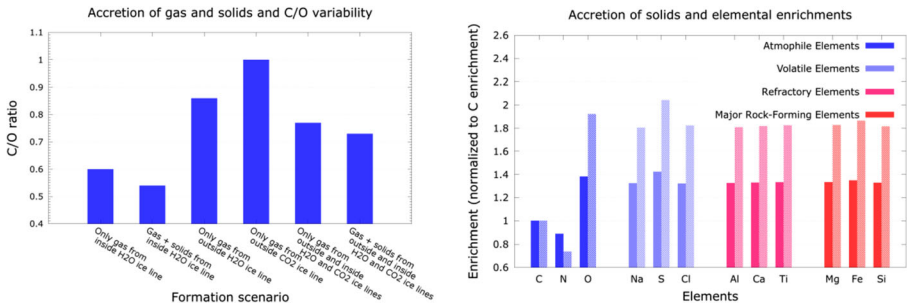 Accretion of gas and solids and C/O variability
C/O ratio
1.1
1
0.9
0.8
0.7
0.6
0.5
0.4
Only gas from
inside H2O ice line
Gas + solids from
inside H2O ice line
Only gas from
outside H2O ice line
Only gas from
outside CO2 ice line
Only gas from
outside and inside
H2O and CO2 ice lines
Gas + solids from
outside and inside
H2O and CO2 ice lines
Formation scenario
Accretion of solids and elemental enrichments
Enrichment (normalized to C enrichment)
2.6
2.4
2.2
2
1.8
1.6
1.4
1.2
1
0.8
0.6
Atmophile Elements
Volatile Elements
Refractory Elements
Major Rock-Forming Elements
C N O Na S Cl Al Ca Ti Mg Fe Si
Elements